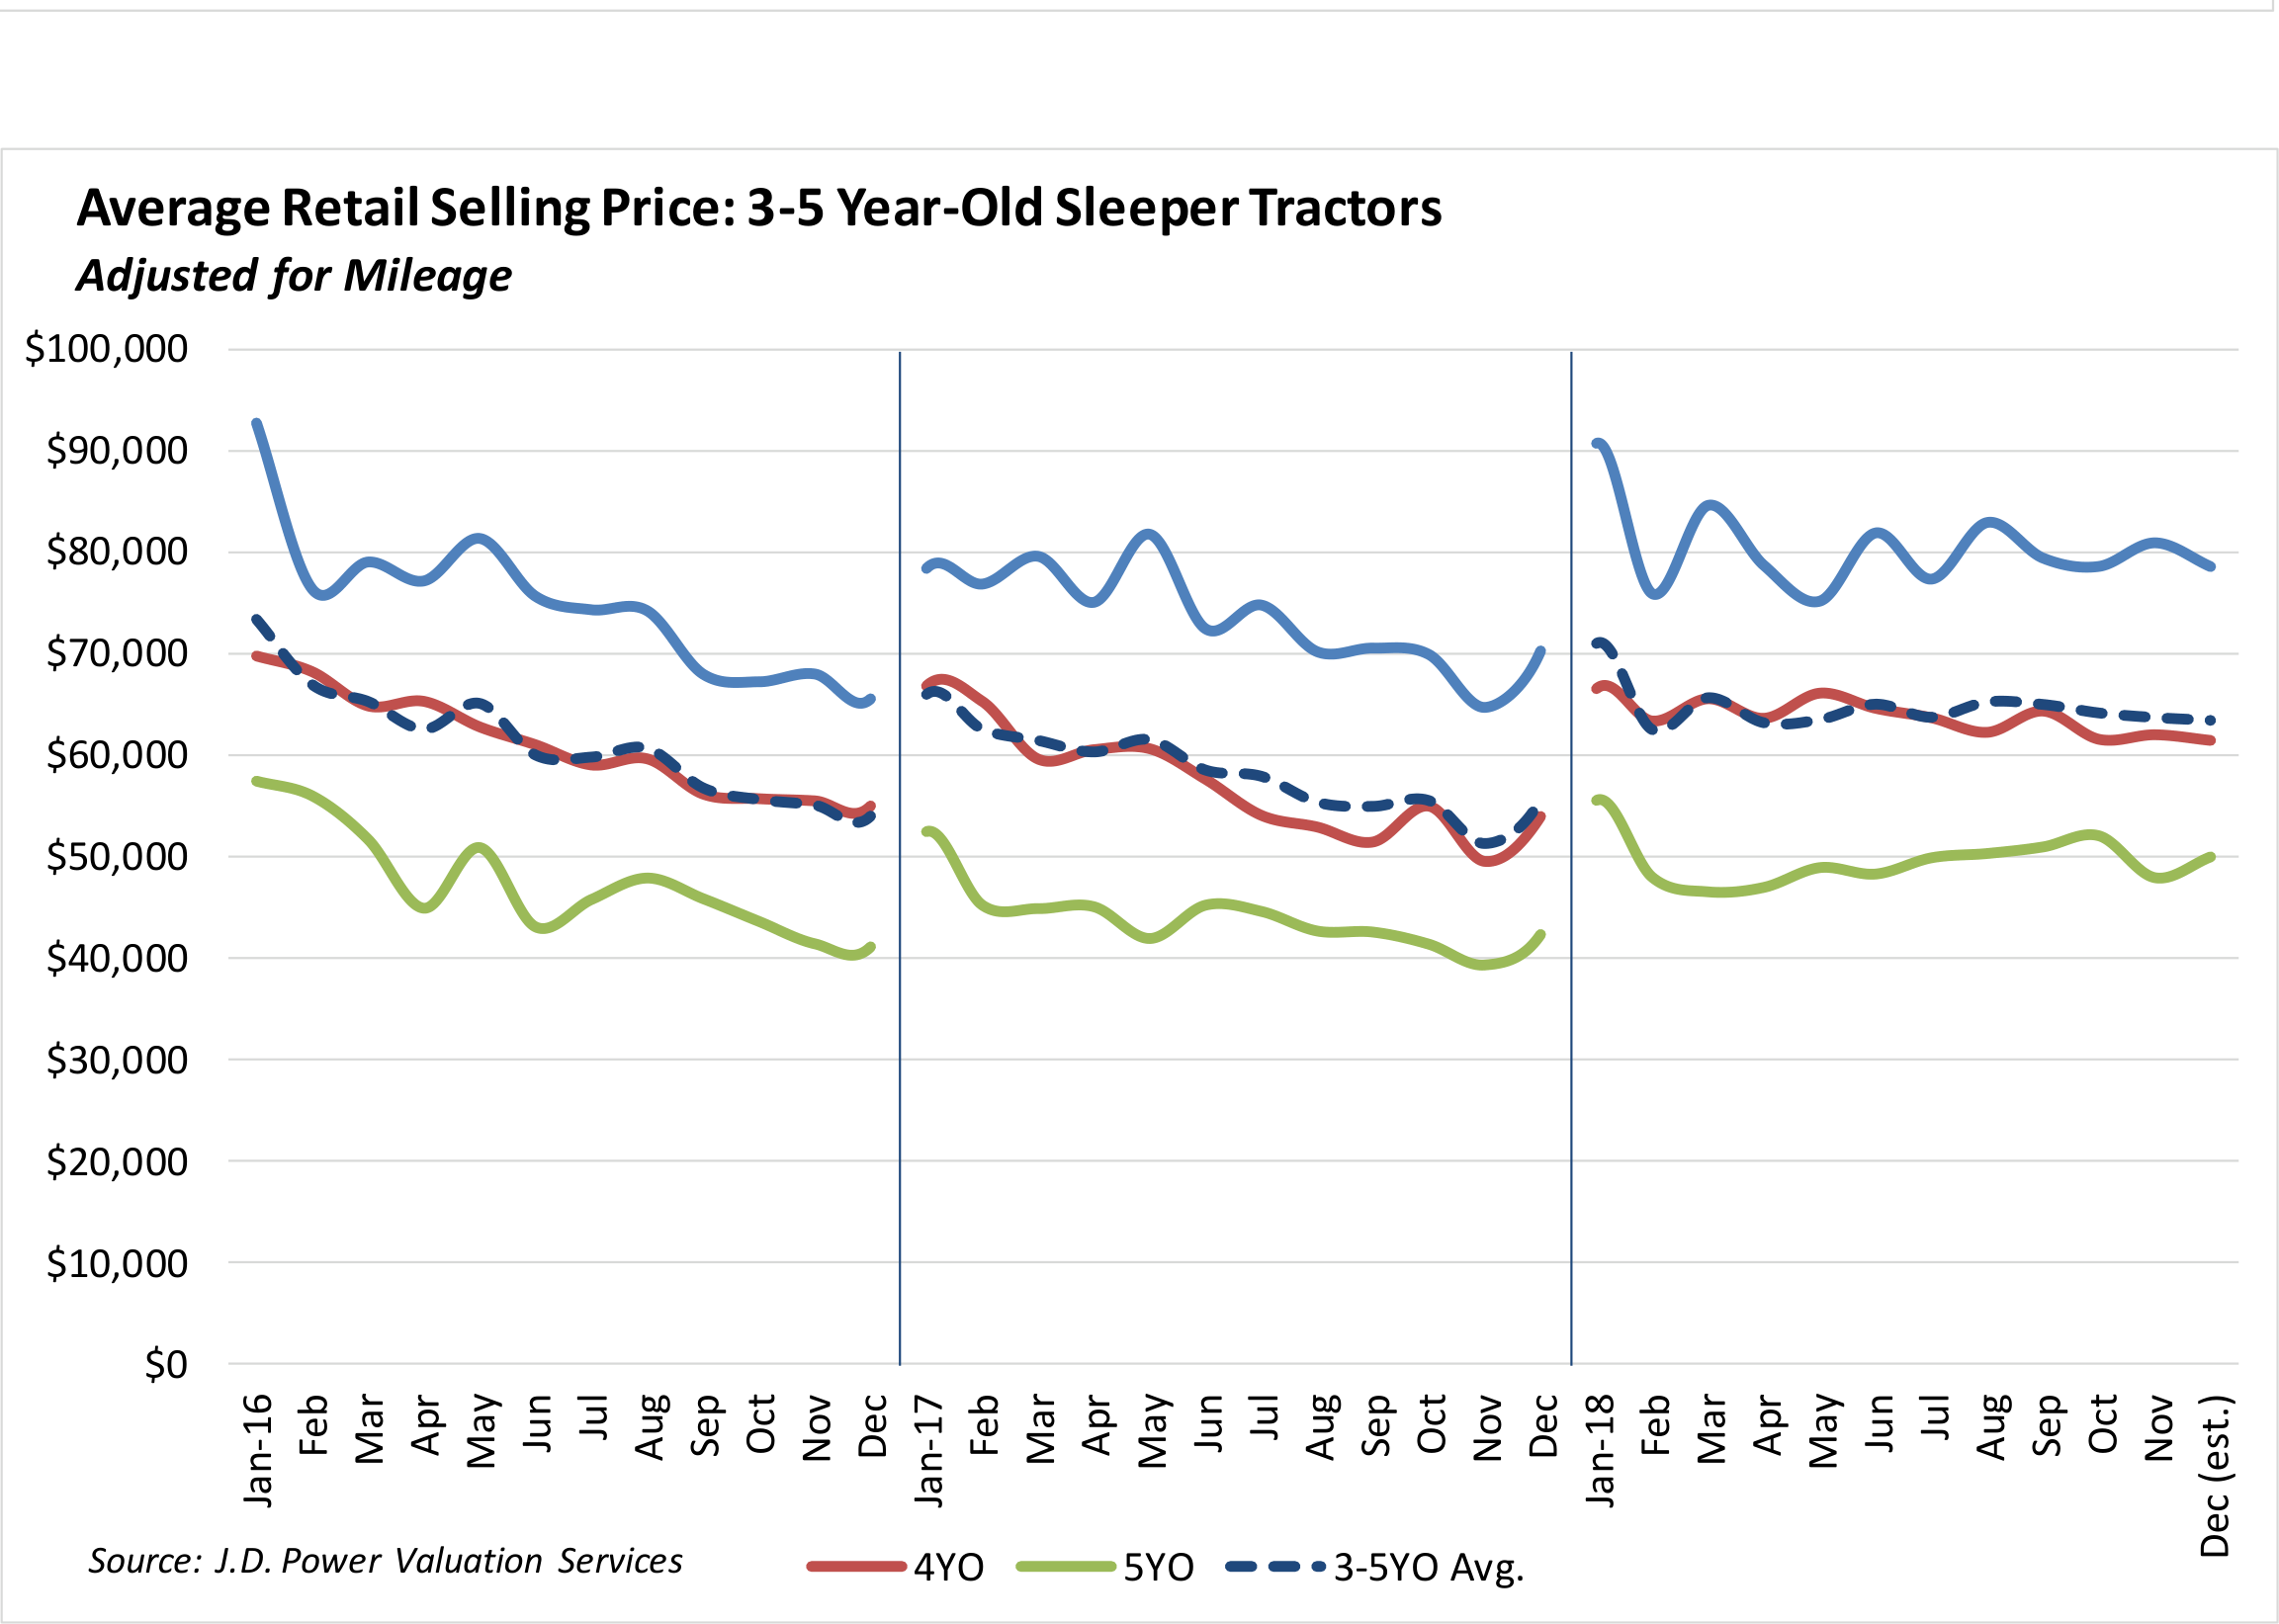 Average Retail Selling Price: 3-5 Year-Old Sleeper Tractors
Adjusted for Mileage
$100,000
$90,000
$80,000
$70,000
$60,000
$50,000
$40,000
$30,000
$20,000
$10,000
$0
Jan-16
Feb
Mar
Apr
May
Jun
Jul
Aug
Sep
Oct
Nov
Dec
Jan-17
Feb
Mar
Apr
May
Jun
Jul
Aug
Sep
Oct
Nov
Dec
Jan-18
Feb
Mar
Apr
May
Jun
Jul
Aug
Sep
Oct
Nov
Dec (est.)
Source: J.D. Power Valuation Services
4YO
5YO
3-5YO Avg.